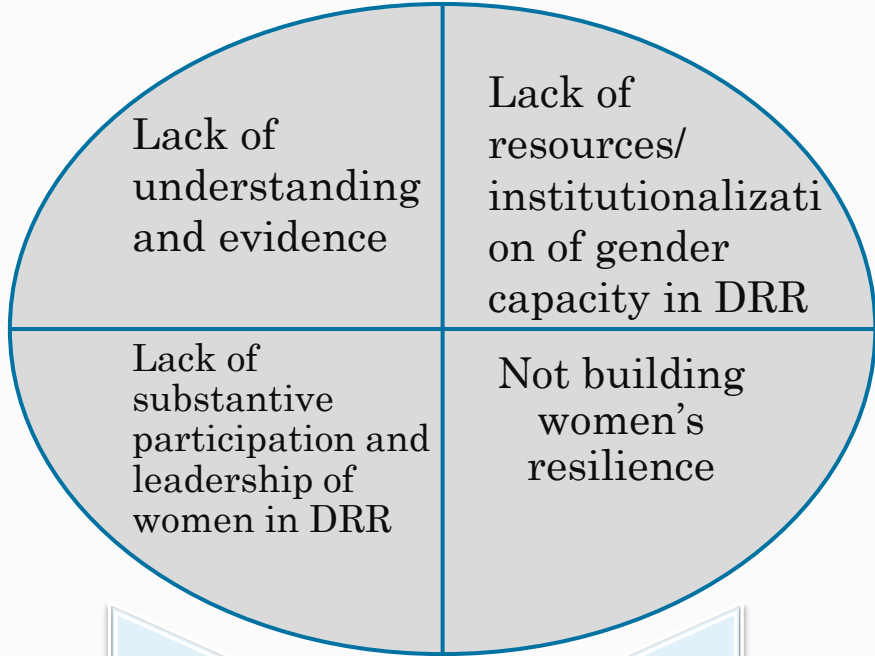 Lack of
understanding
and evidence
Lack of
resources/
institutionalizati
on of gender
capacity in DRR
Lack of
substantive
participation and
leadership of
women in DRR
Not building
women’s
resilience